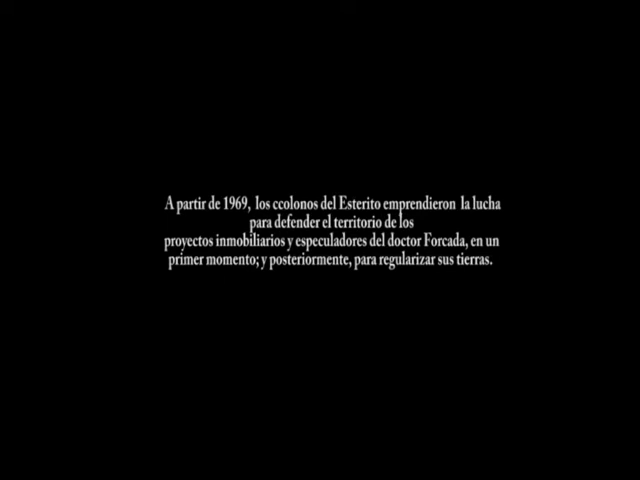 A partir de 1969, los ccolonos del Esterito emprendieron la lucha
para defender el territorio de los
proyectos inmobiliarios y especuladores del doctor Forcada, en un
primer momento; y posteriormente, para regularizar sus tierras.